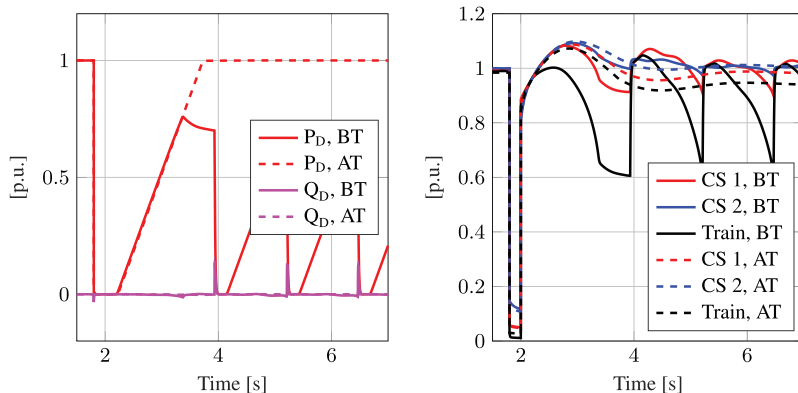 1
0.5
0
[p.u.]
2
4
6
Time [s]
P_D, BT
P_D, AT
Q_D, BT
Q_D, AT
1.2
1
0.8
0.6
0.4
0.2
0
[p.u.]
2
4
6
Time [s]
CS 1, BT
CS 2, BT
Train, BT
CS 1, AT
CS 2, AT
Train, AT